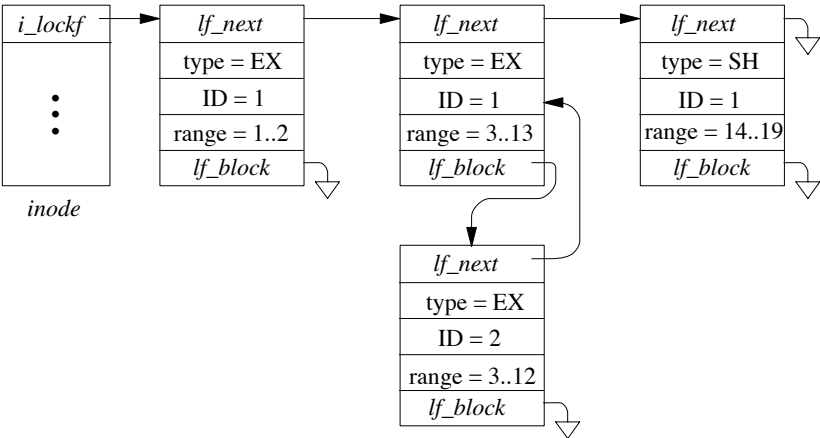 i_lockf
inode
lf_next
type = EX
ID = 1
range = 1..2
lf_block
lf_next
type = EX
ID = 1
range = 3..13
lf_block
lf_next
type = SH
ID = 1
range = 14..19
lf_block
lf_next
type = EX
ID = 2
range = 3..12
lf_block